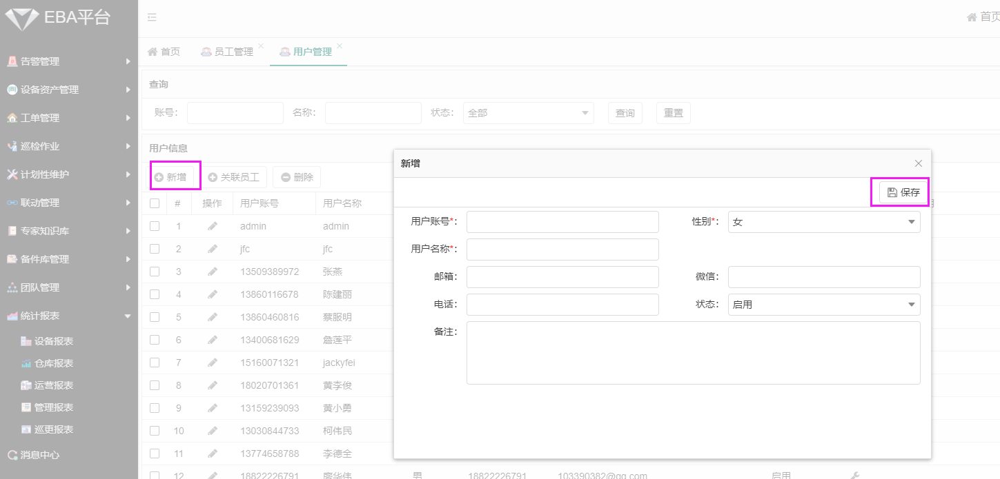 EBA平台
首页
首页 员工管理 用户管理
告警管理
设备资产管理
工单管理
巡检作业
计划性维护
联动管理
专家知识库
备件库管理
团队管理
统计报表
设备报表
仓库报表
运营报表
管理报表
巡更报表
消息中心
查询
账号: 名称: 状态: 全部 查询 重置
用户信息
新增 关联员工 删除
# 操作 用户账号 用户名称
1 admin admin
2 jfc jfc
3 13509389972 张燕
4 13860116678 陈建丽
5 13860460816 蔡服明
6 13400681629 詹莲平
7 15160071321 jackyfei
8 18020701361 黄李俊
9 13159239093 黄小勇
10 13030844733 柯伟民
11 13774658788 李德全
12 18822226791 廖华伟 男 18822226791 103390382@qq.com 启用
新增
保存
用户账号*: 性别*: 女
用户名称*:
邮箱: 微信:
电话: 状态: 启用
备注: